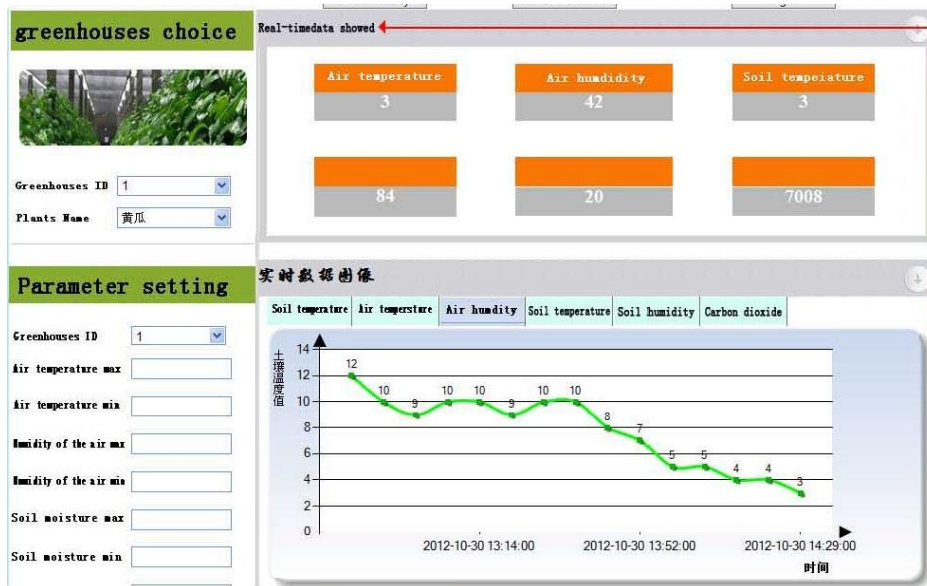 greenhouses choice
Greenhouses ID 1
Plants Name 黄瓜
Real-timedata showed
Air temperature
3
Air humdidity
42
Soil tempeiature
3
84
20
7008
Parameter setting
Greenhouses ID 1
Air temperature max
Air temperature min
Humidity of the air max
Humidity of the air min
Soil moisture max
Soil moisture min
实时数据图像
Soil temperature
Air temperature
Air humdity
Soil temperature
Soil humidity
Carbon dioxide
土壤温度值
14
12
10
8
6
4
2
0
12
10
9
10
10
9
10
10
8
7
5
5
4
4
3
2012-10-30 13:14:00
2012-10-30 13:52:00
2012-10-30 14:29:00
时间